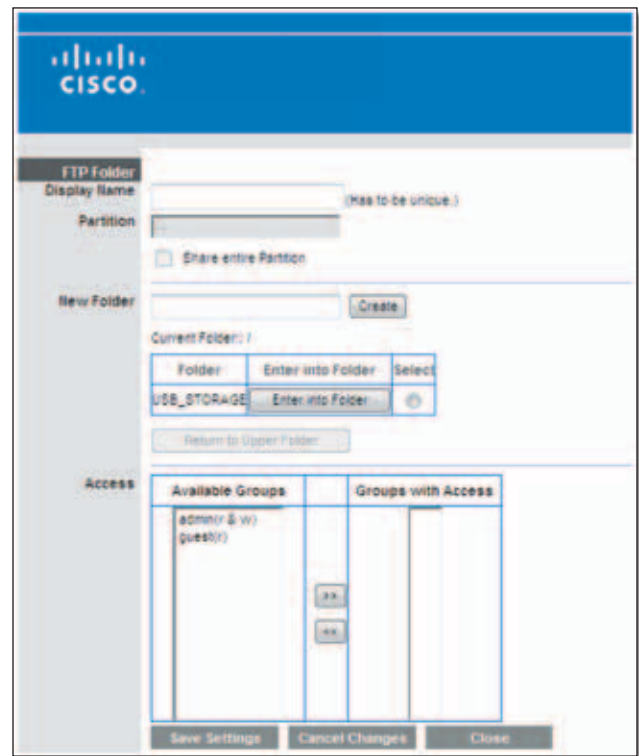 CISCO
FTP Folder
Display Name (Has to be unique.)
Partition
Share entire Partition
New Folder Create
Current Folder: /
Folder Enter into Folder Select
USB_STORAGE Enter into Folder
Return to Upper Folder
Access Available Groups Groups with Access
admin(r & w)
guest(r)
>>
<<
Save Settings Cancel Changes Close